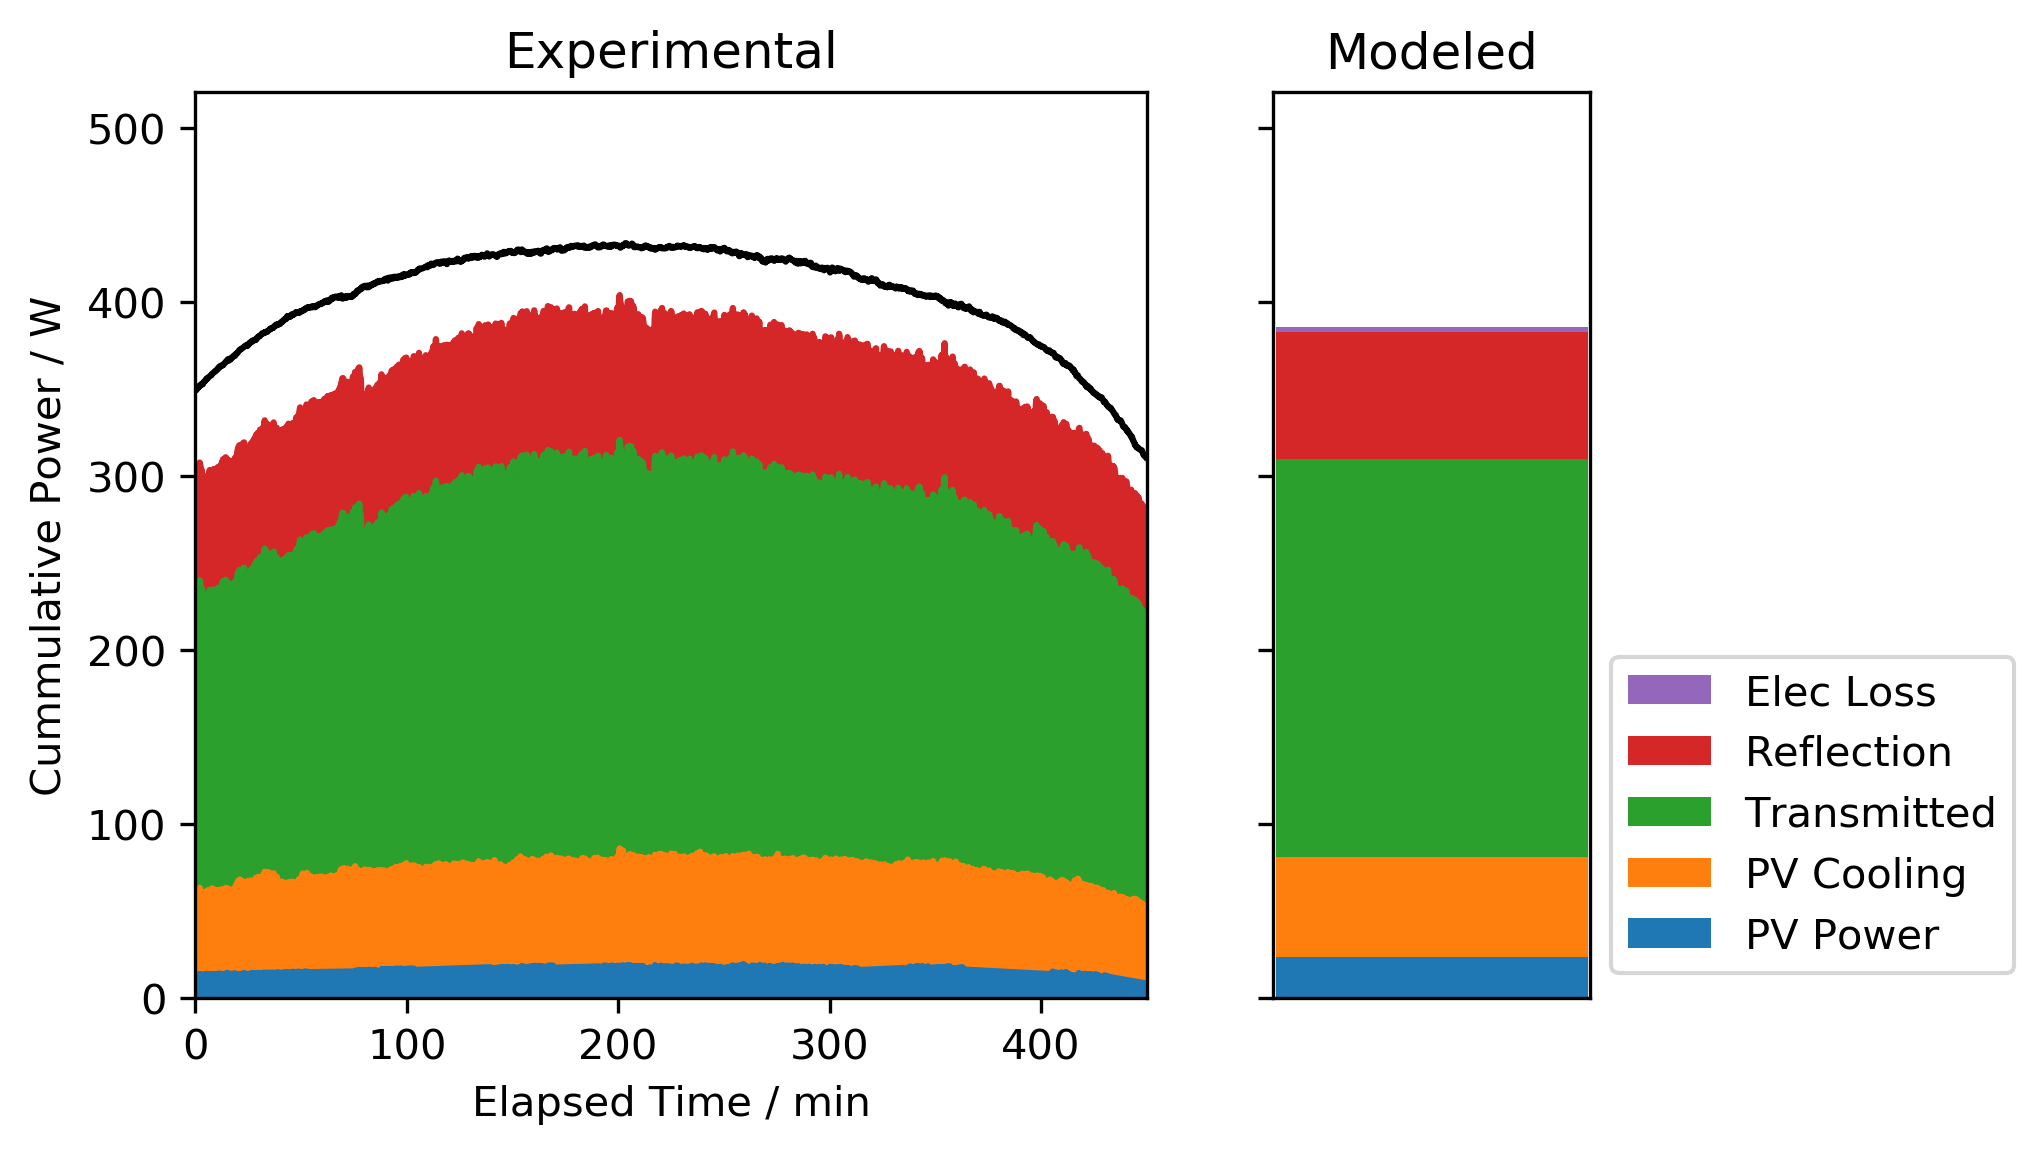 Experimental
Modeled
Cummulative Power / W
500
400
300
200
100
0
0 100 200 300 400
Elapsed Time / min
Elec Loss
Reflection
Transmitted
PV Cooling
PV Power